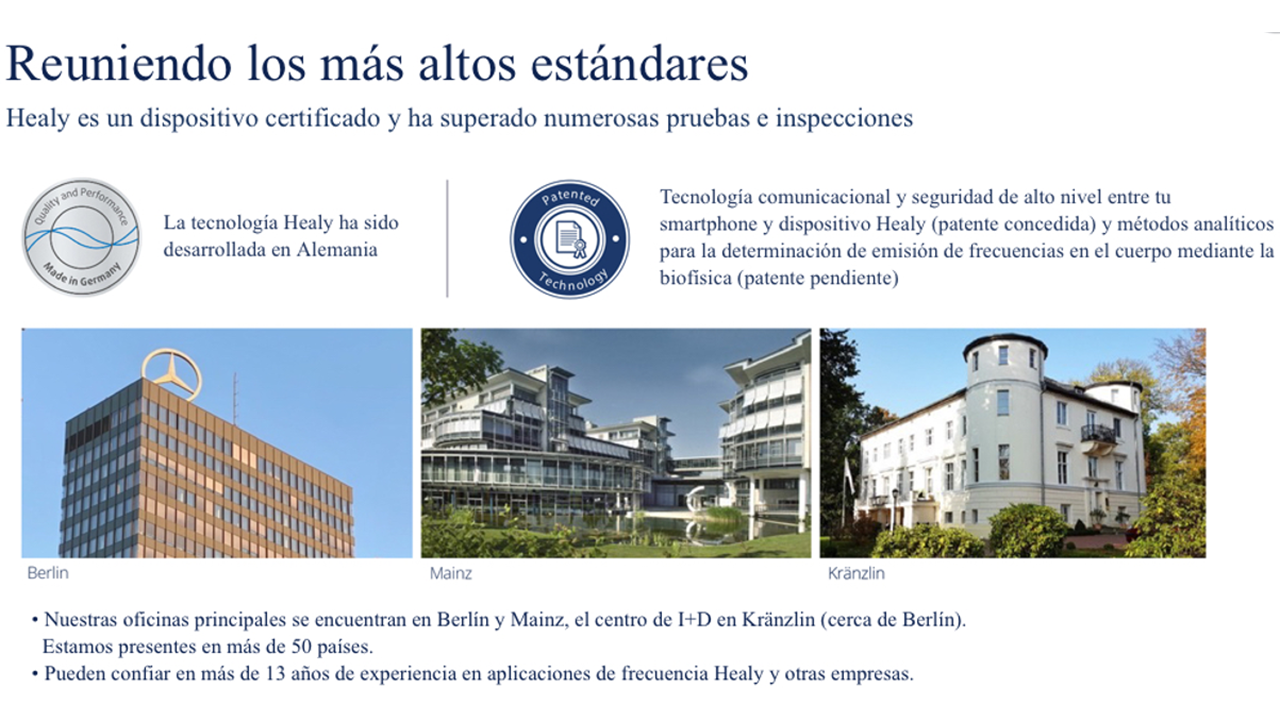 Reuniendo los más altos estándares
Healy es un dispositivo certificado y ha superado numerosas pruebas e inspecciones
Quality and Performance
Made in Germany
La tecnología Healy ha sido
desarrollada en Alemania
Patented
Technology
Tecnología comunicacional y seguridad de alto nivel entre tu
smartphone y dispositivo Healy (patente concedida) y métodos analíticos
para la determinación de emisión de frecuencias en el cuerpo mediante la
biofísica (patente pendiente)
Berlin
Mainz
Kränzlin
• Nuestras oficinas principales se encuentran en Berlín y Mainz, el centro de I+D en Kränzlin (cerca de Berlín).
Estamos presentes en más de 50 países.
• Pueden confiar en más de 13 años de experiencia en aplicaciones de frecuencia Healy y otras empresas.